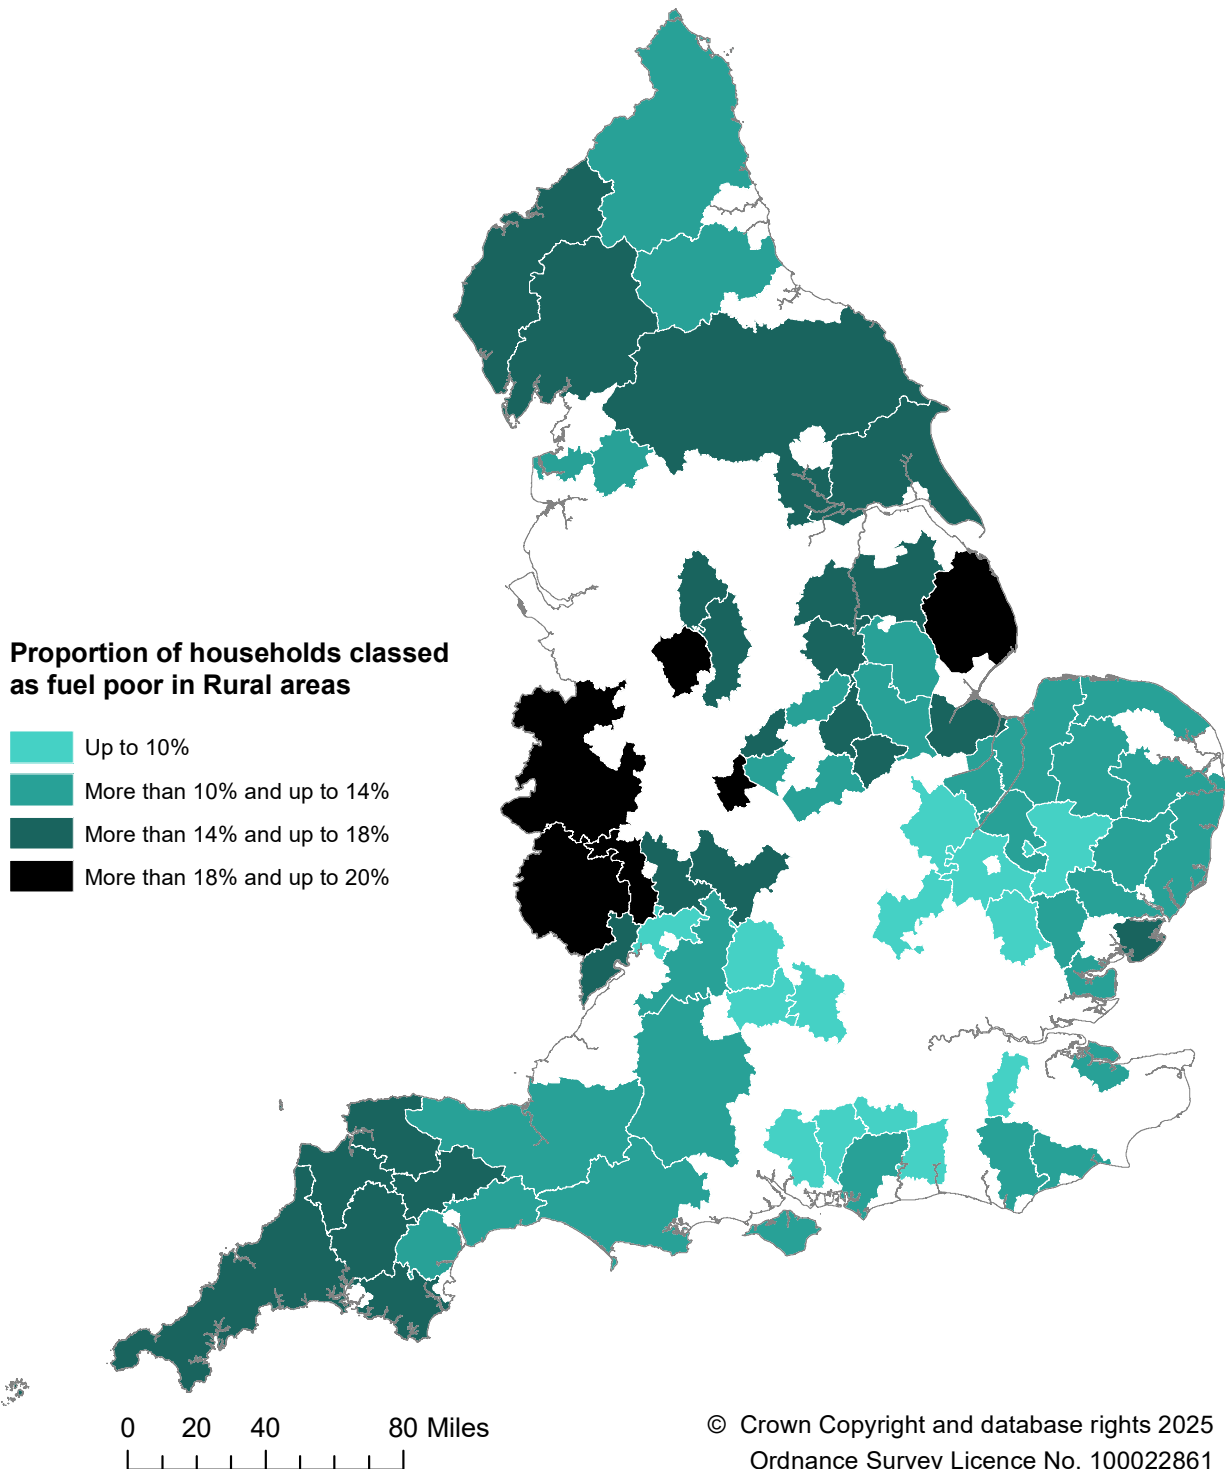 Proportion of households classed
as fuel poor in Rural areas
Up to 10%
More than 10% and up to 14%
More than 14% and up to 18%
More than 18% and up to 20%
0 20 40 80 Miles
© Crown Copyright and database rights 2025
Ordnance Survey Licence No. 100022861